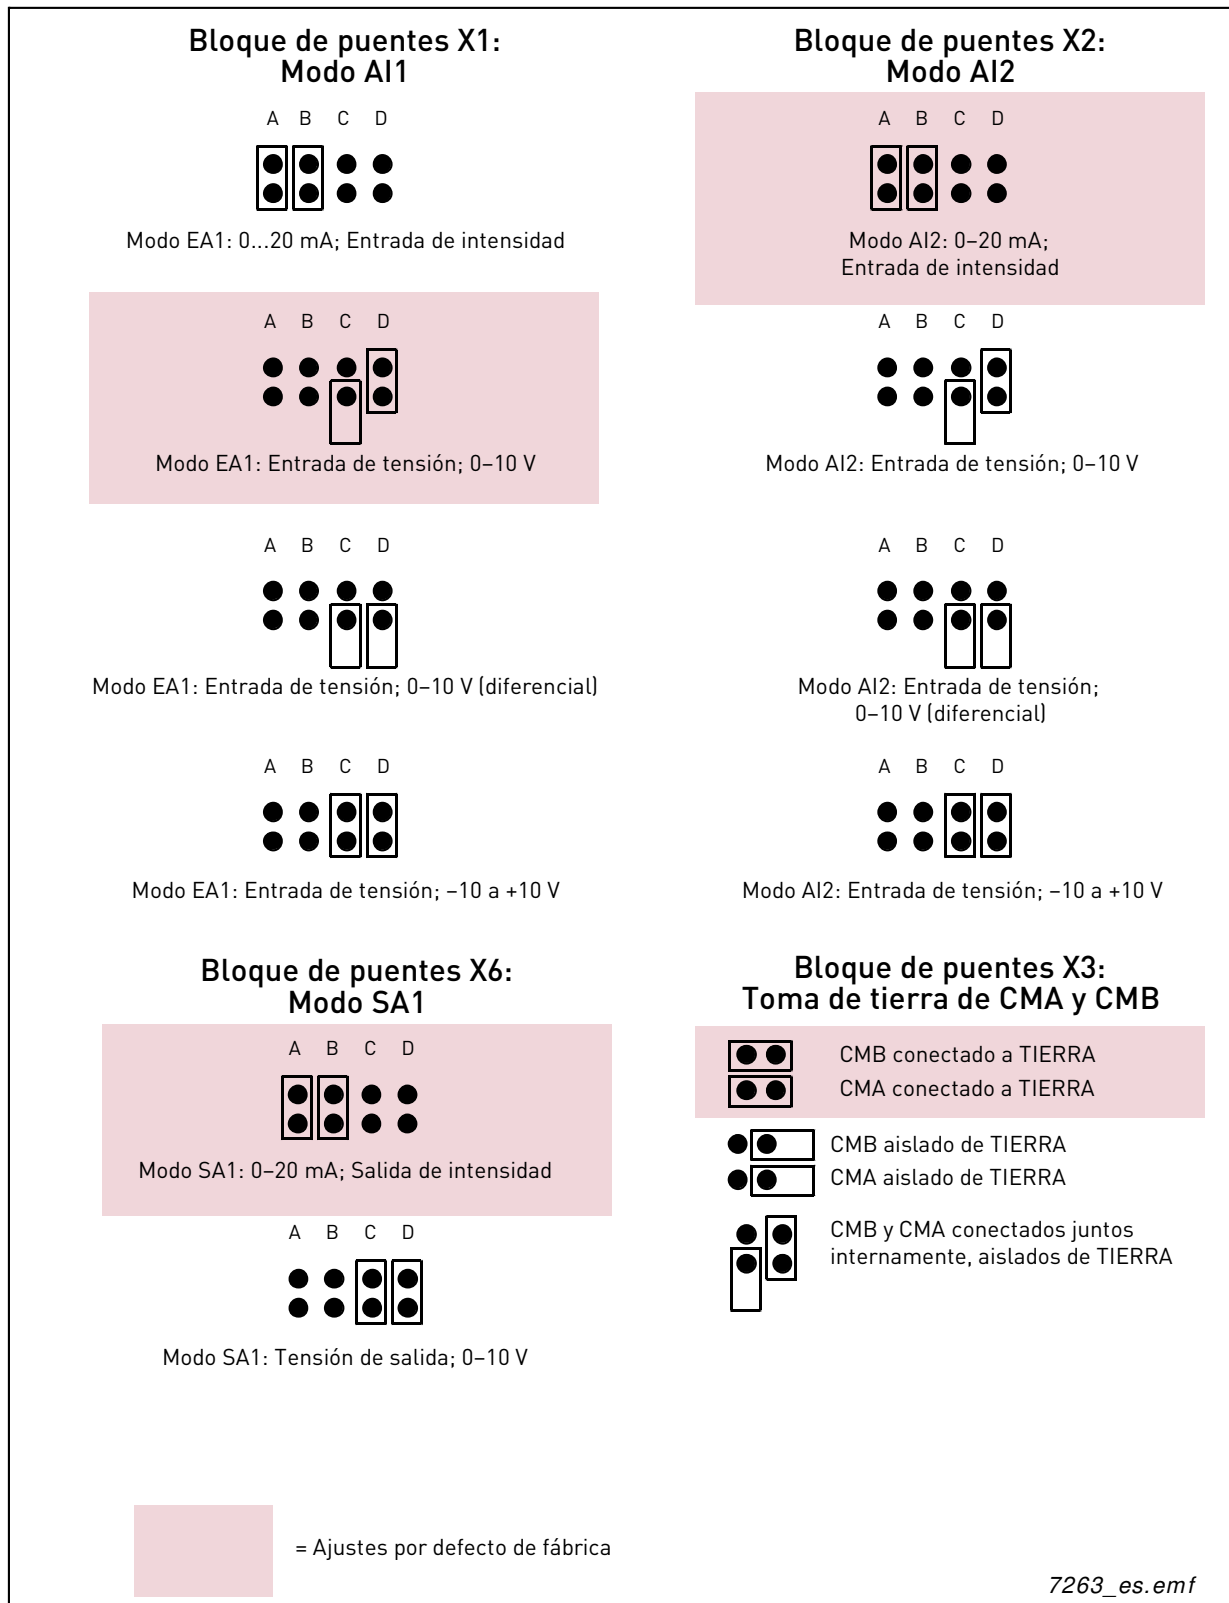 Bloque de puentes X1:
Modo AI1
A B C D
Modo EA1: 0...20 mA; Entrada de intensidad
A B C D
Modo EA1: Entrada de tensión; 0–10 V
A B C D
Modo EA1: Entrada de tensión; 0–10 V (diferencial)
A B C D
Modo EA1: Entrada de tensión; –10 a +10 V
Bloque de puentes X2:
Modo AI2
A B C D
Modo AI2: 0–20 mA;
Entrada de intensidad
A B C D
Modo AI2: Entrada de tensión; 0–10 V
A B C D
Modo AI2: Entrada de tensión;
0–10 V (diferencial)
A B C D
Modo AI2: Entrada de tensión; –10 a +10 V
Bloque de puentes X6:
Modo SA1
A B C D
Modo SA1: 0–20 mA; Salida de intensidad
A B C D
Modo SA1: Tensión de salida; 0–10 V
Bloque de puentes X3:
Toma de tierra de CMA y CMB
CMB conectado a TIERRA
CMA conectado a TIERRA
CMB aislado de TIERRA
CMA aislado de TIERRA
CMB y CMA conectados juntos
internamente, aislados de TIERRA
= Ajustes por defecto de fábrica
7263_es.emf